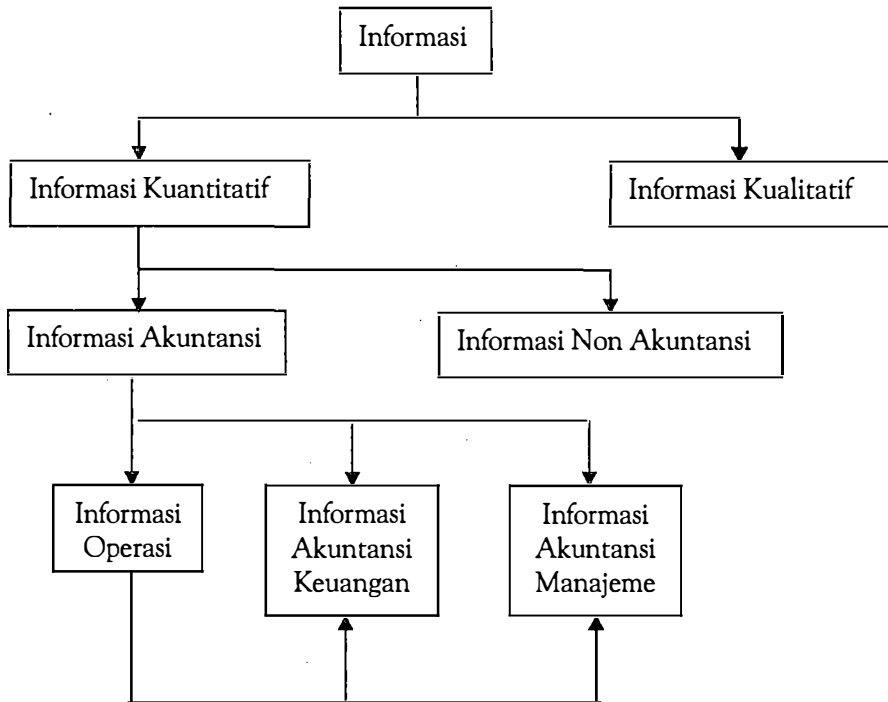 Informasi
Informasi Kuantitatif
Informasi Kualitatif
Informasi Akuntansi
Informasi Non Akuntansi
Informasi
Operasi
Informasi
Akuntansi
Keuangan
Informasi
Akuntansi
Manajeme